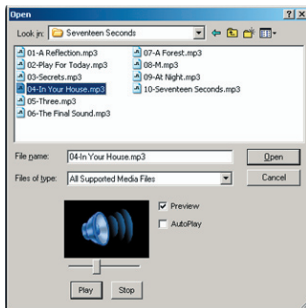 Open
Look in: Seventeen Seconds
01-A Reflection.mp3
02-Play For Today.mp3
03-Secrets.mp3
04-In Your House.mp3
05-Three.mp3
06-The Final Sound.mp3
07-A Forest.mp3
08-M.mp3
09-At Night.mp3
10-Seventeen Seconds.mp3
File name: 04-In Your House.mp3 Open
Files of type: All Supported Media Files Cancel
Preview
AutoPlay
Play Stop